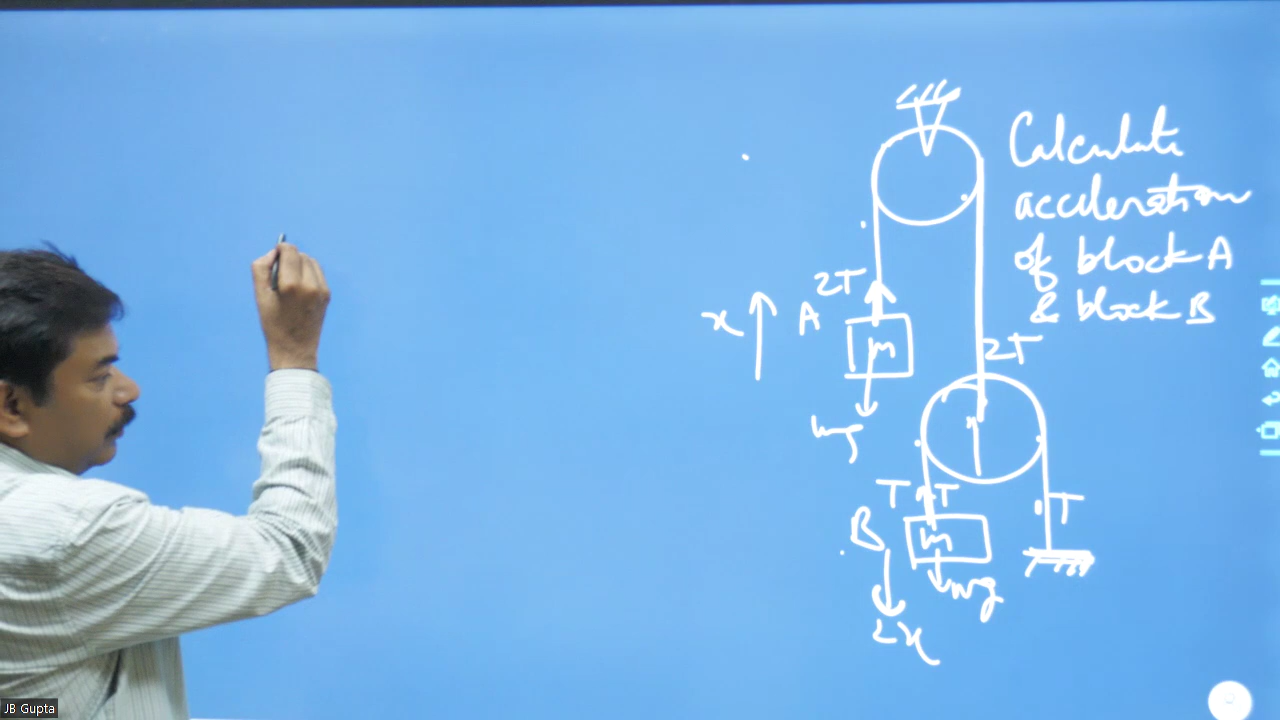 Calculate
acceleration
of block A
& block B
2T
x
A
m
2T
mg
T
T
T
B
m
mg
2x
JB Gupta